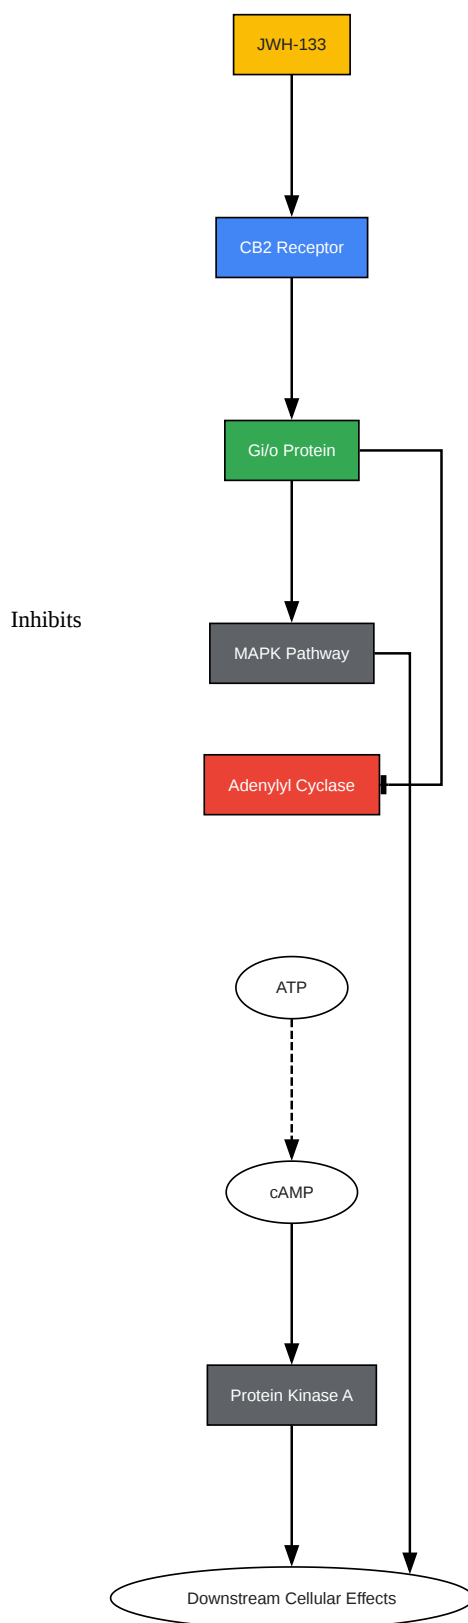 JWH-133
CB2 Receptor
Gi/o Protein
Inhibits
MAPK Pathway
Adenylyl Cyclase
ATP
cAMP
Protein Kinase A
Downstream Cellular Effects